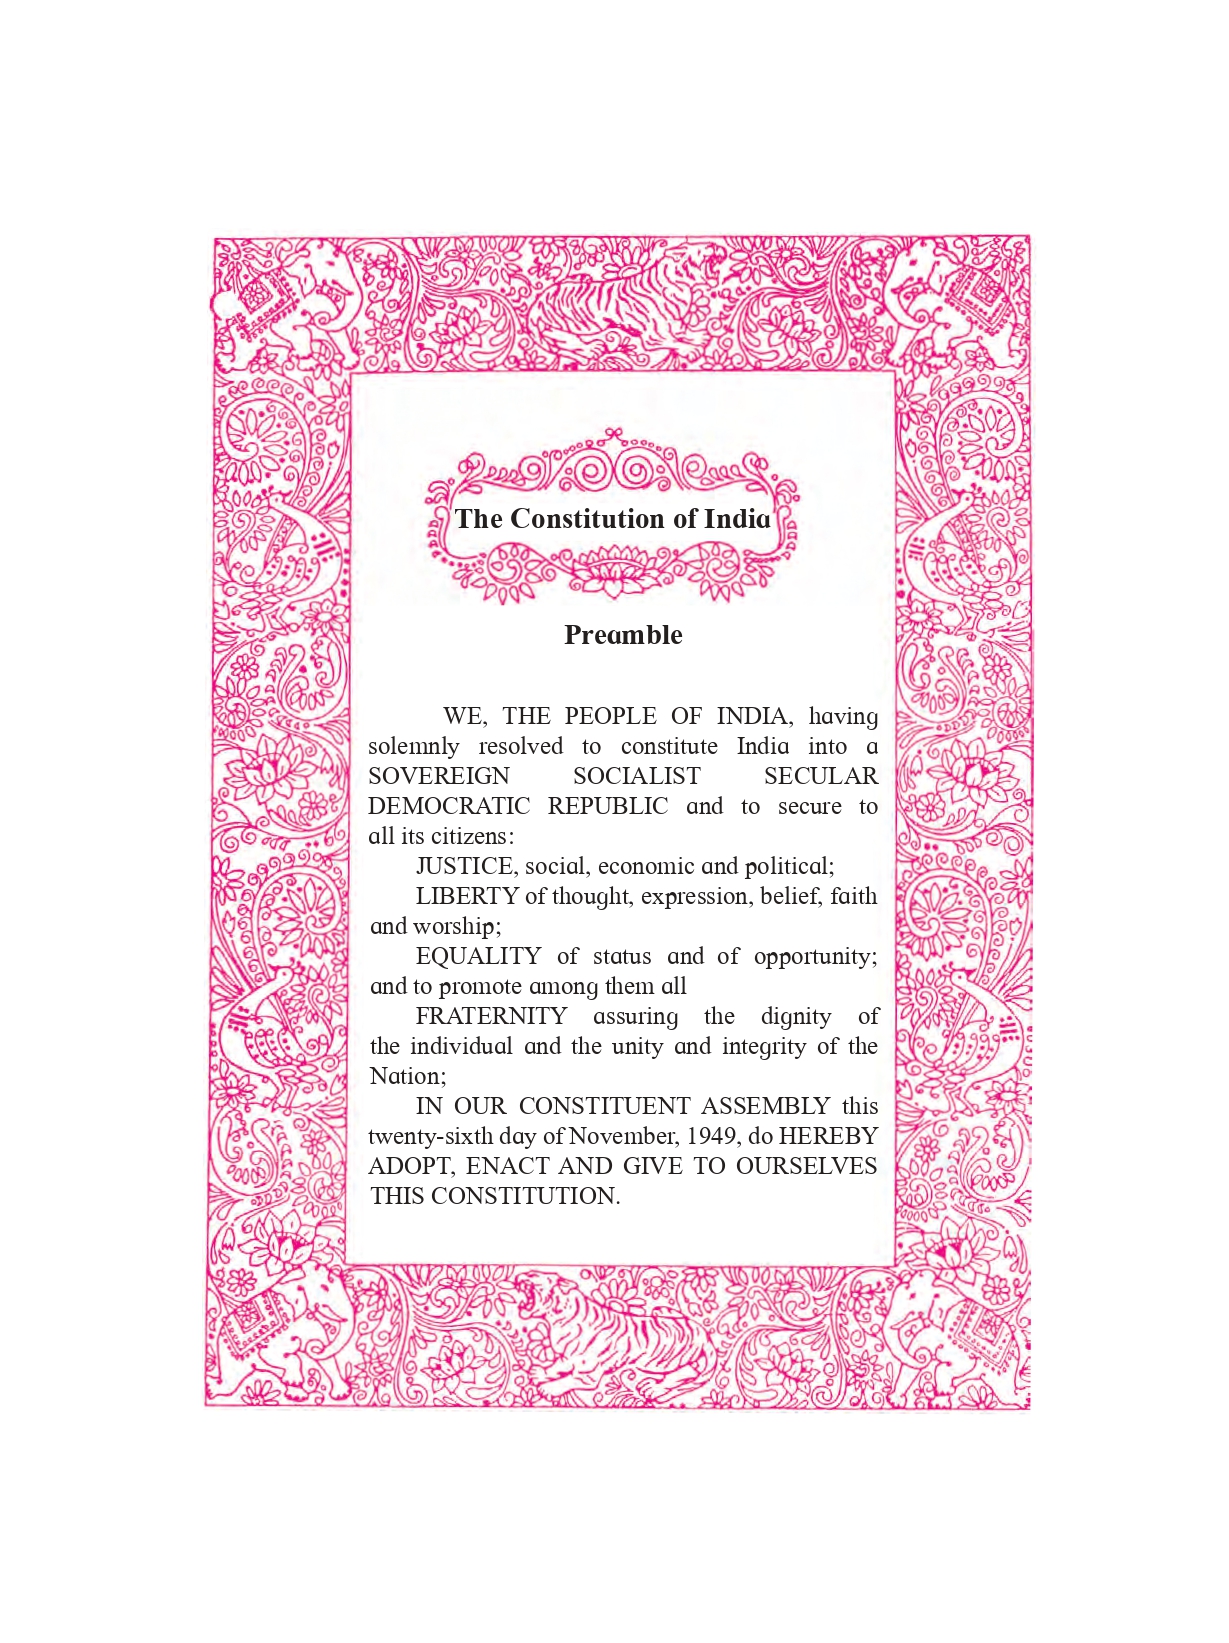 The Constitution of India
Preamble
WE, THE PEOPLE OF INDIA, having
solemnly resolved to constitute India into a
SOVEREIGN SOCIALIST SECULAR
DEMOCRATIC REPUBLIC and to secure to
all its citizens:
JUSTICE, social, economic and political;
LIBERTY of thought, expression, belief, faith
and worship;
EQUALITY of status and of opportunity;
and to promote among them all
FRATERNITY assuring the dignity of
the individual and the unity and integrity of the
Nation;
IN OUR CONSTITUENT ASSEMBLY this
twenty-sixth day of November, 1949, do HEREBY
ADOPT, ENACT AND GIVE TO OURSELVES
THIS CONSTITUTION.